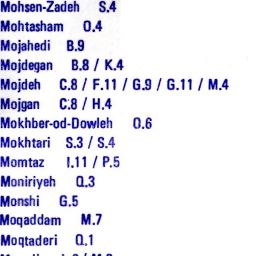 Mohsen-Zadeh S.4
Mohtasham O.4
Mojahedi B.9
Mojdegan B.8 / K.4
Mojdeh C.8 / F.11 / G.9 / G.11 / M.4
Mojgan C.8 / H.4
Mokhber-od-Dowleh O.6
Mokhtari S.3 / S.4
Momtaz I.11 / P.5
Moniriyeh Q.3
Monshi G.5
Moqaddam M.7
Moqtaderi Q.1